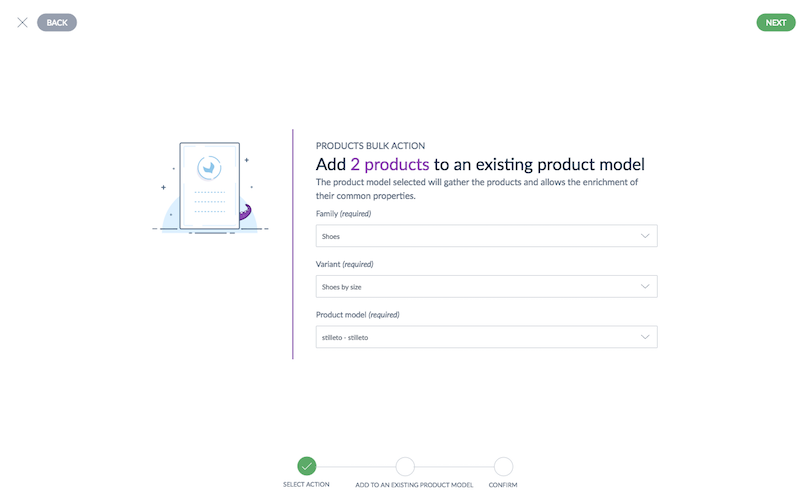 BACK
NEXT
PRODUCTS BULK ACTION
Add 2 products to an existing product model
The product model selected will gather the products and allows the enrichment of
their common properties.
Family (required)
Shoes
Variant (required)
Shoes by size
Product model (required)
stilleto - stilleto
SELECT ACTION
ADD TO AN EXISTING PRODUCT MODEL
CONFIRM